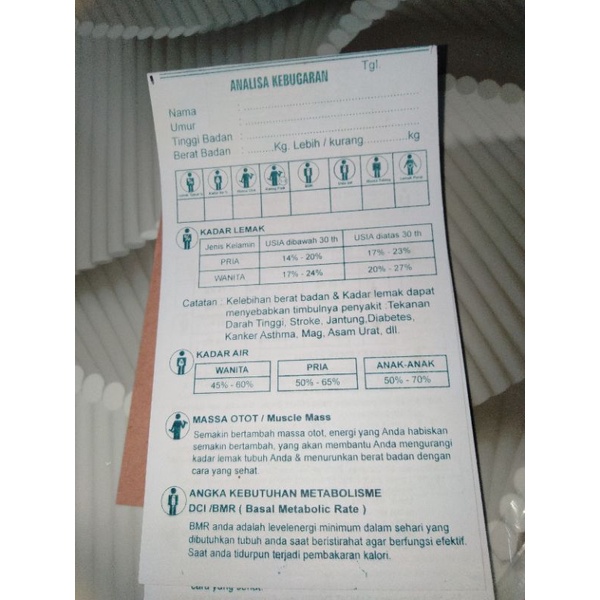 Tgl.
ANALISA KEBUGARAN
Nama :
Umur :
Tinggi Badan :
Berat Badan : ........Kg. Lebih / kurang ............kg
KADAR LEMAK
Jenis Kelamin USIA dibawah 30 th USIA diatas 30 th
PRIA 14% - 20% 17% - 23%
WANITA 17% - 24% 20% - 27%
Catatan : Kelebihan berat badan & Kadar lemak dapat
menyebabkan timbulnya penyakit .Tekanan
Darah Tinggi, Stroke, Jantung,Diabetes,
Kanker Asthma, Mag, Asam Urat, dll.
KADAR AIR
WANITA PRIA ANAK-ANAK
45% - 60% 50% - 65% 50% - 70%
MASSA OTOT / Muscle Mass
Semakin bertambah massa otot, energi yang Anda habiskan
semakin bertambah, yang akan membantu Anda mengurangi
kadar lemak tubuh Anda & menurunkan berat badan dengan
cara yang sehat
ANGKA KEBUTUHAN METABOLISME
DCI /BMR ( Basal Metabolic Rate )
BMR anda adalah levelenergi minimum dalam sehari yang
dibutuhkan tubuh anda saat beristirahat agar berfungsi efektif.
Saat anda tidurpun terjadi pembakaran kalori.
cara yang sehat.